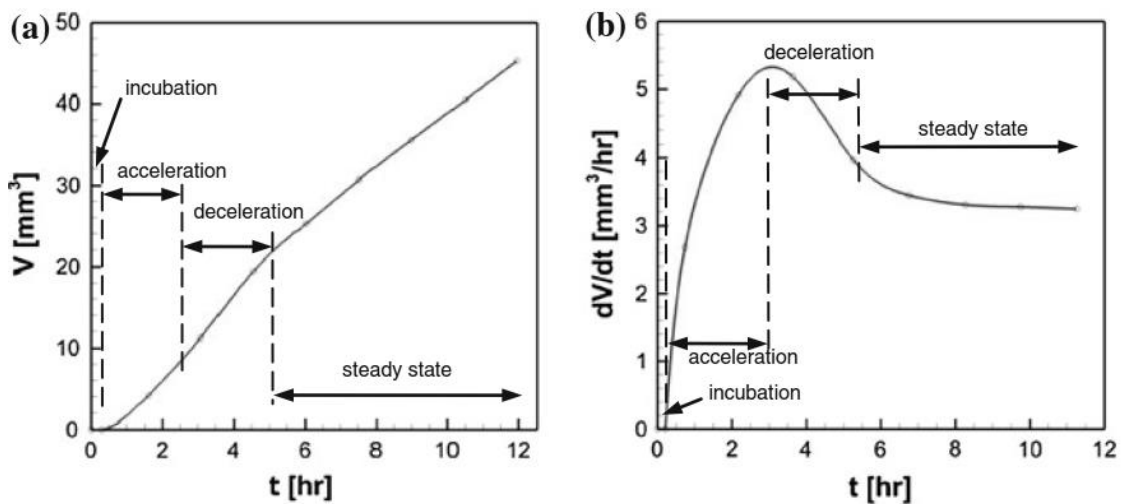 (a)
50
40
30
20
10
0
V [mm³]
incubation
acceleration
deceleration
steady state
0 2 4 6 8 10 12
t [hr]
(b)
6
5
4
3
2
1
0
dV/dt [mm³/hr]
deceleration
steady state
acceleration
incubation
0 2 4 6 8 10 12
t [hr]